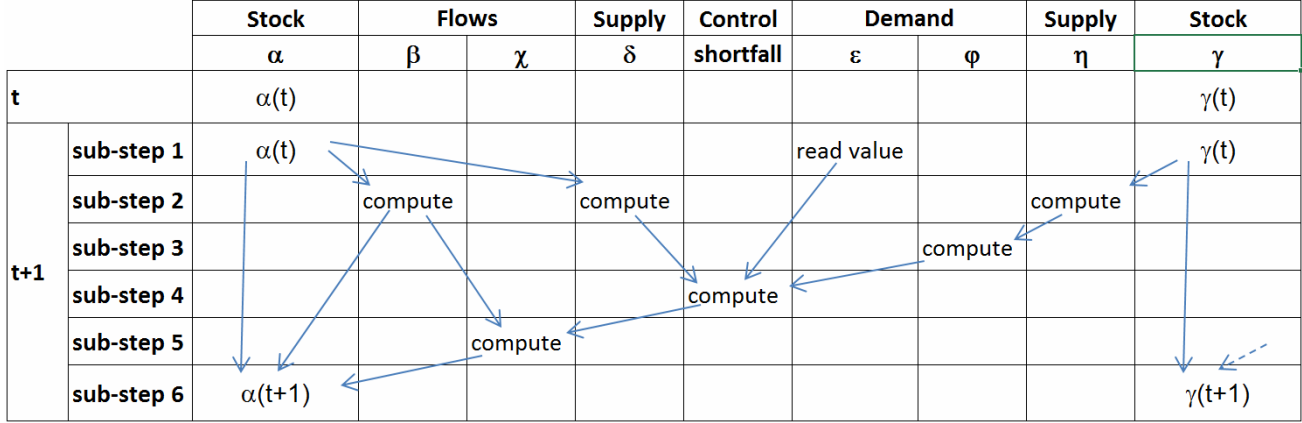 Stock Flows Supply Control Demand Supply Stock
α β χ δ shortfall ε φ η γ
t α(t) γ(t)
sub-step 1 α(t) read value γ(t)
sub-step 2 compute compute compute
sub-step 3 compute
t+1
sub-step 4 compute
sub-step 5 compute
sub-step 6 α(t+1) γ(t+1)